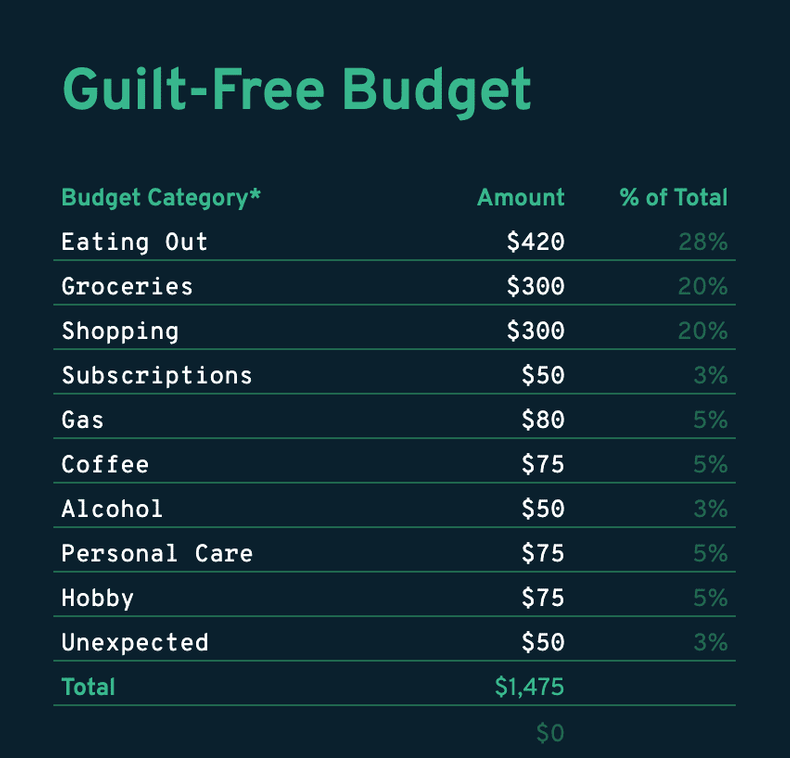 Guilt-Free Budget
Budget Category* Amount % of Total
Eating Out $420 28%
Groceries $300 20%
Shopping $300 20%
Subscriptions $50 3%
Gas $80 5%
Coffee $75 5%
Alcohol $50 3%
Personal Care $75 5%
Hobby $75 5%
Unexpected $50 3%
Total $1,475
$0